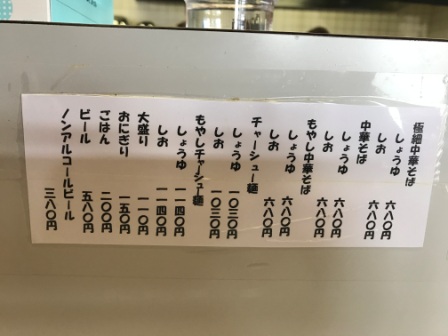 極細中華そば
しょうゆ 六八〇円
しお 六八〇円
中華そば
しょうゆ 六八〇円
しお 六八〇円
もやし中華そば
しょうゆ 六八〇円
しお 六八〇円
チャーシュー麺
しょうゆ 一〇三〇円
しお 一〇三〇円
もやしチャーシュー麺
しょうゆ 一一四〇円
しお 一一四〇円
大盛り 一一〇円
おにぎり 一五〇円
ごはん 二〇〇円
ビール 五八〇円
ノンアルコールビール 三八〇円